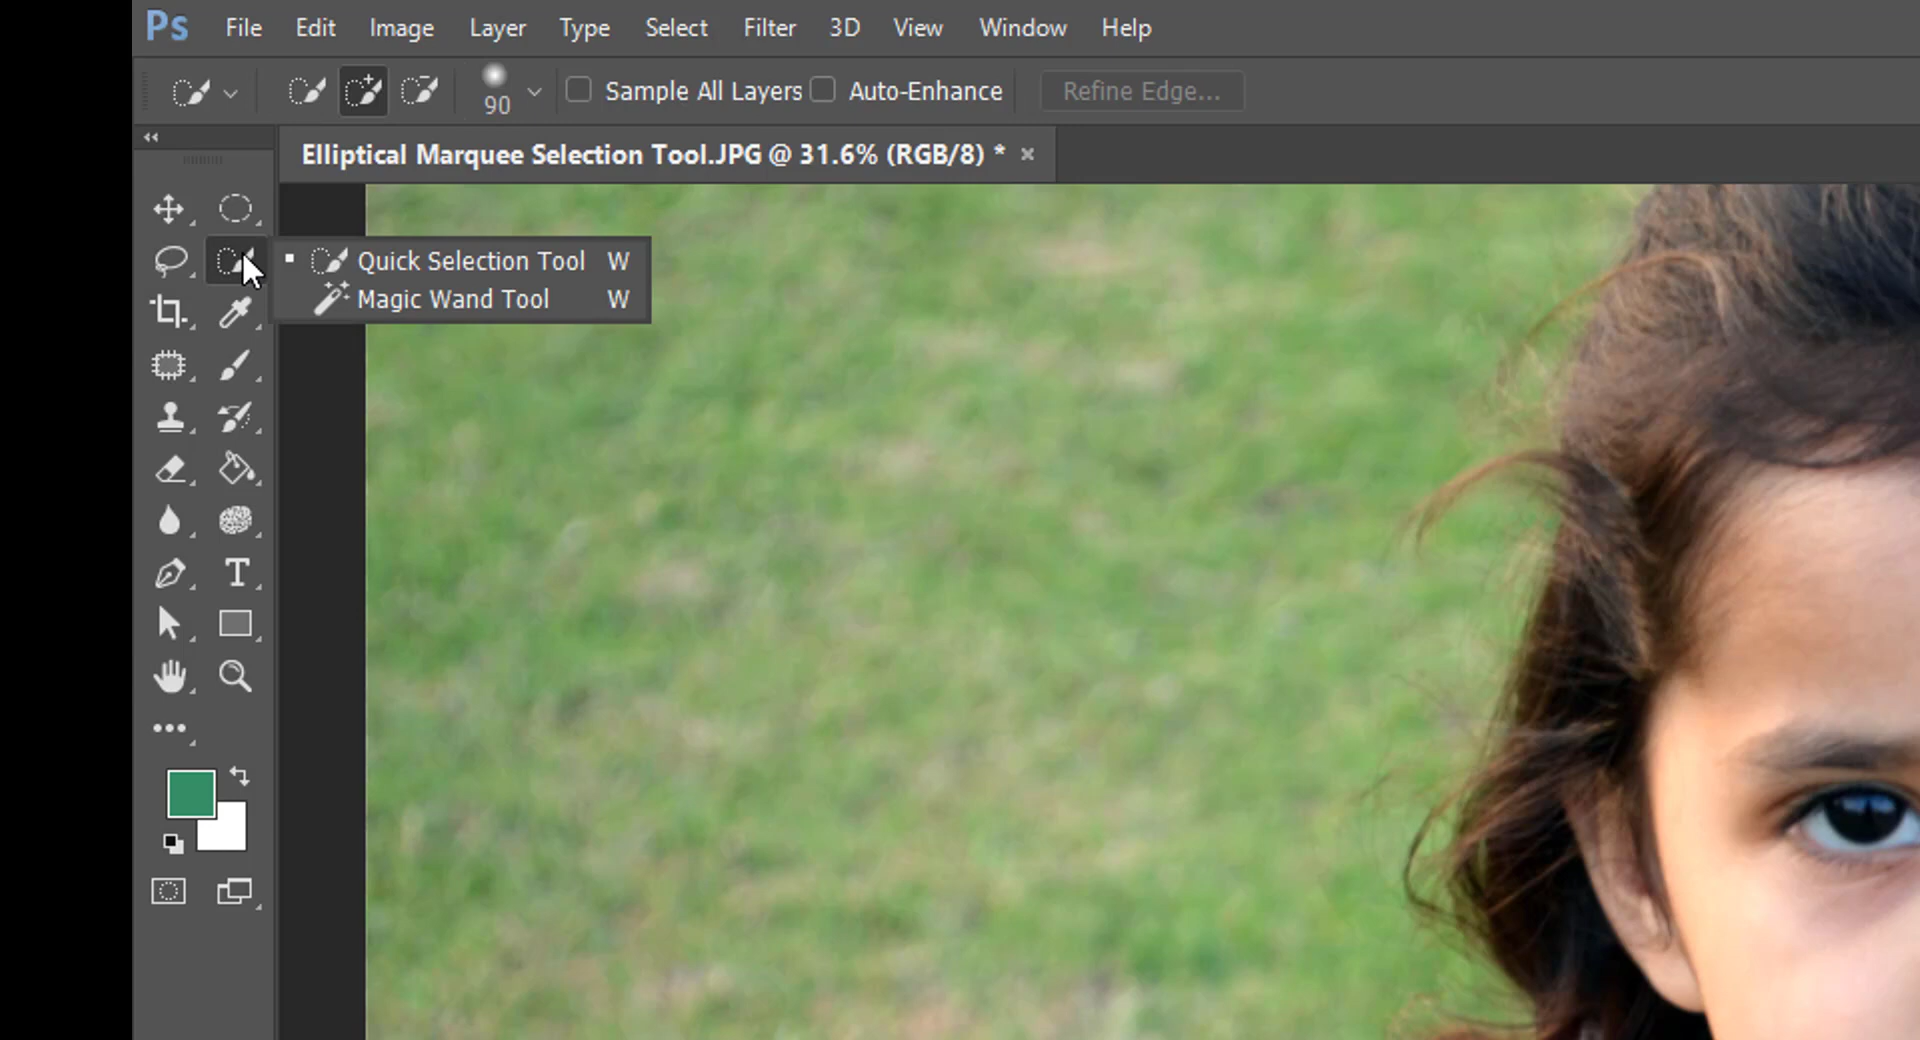 Ps File Edit Image Layer Type Select Filter 3D View Window Help
90 Sample All Layers Auto-Enhance Refine Edge...
Elliptical Marquee Selection Tool.JPG @ 31.6% (RGB/8) * ×
Quick Selection Tool W
Magic Wand Tool W
T